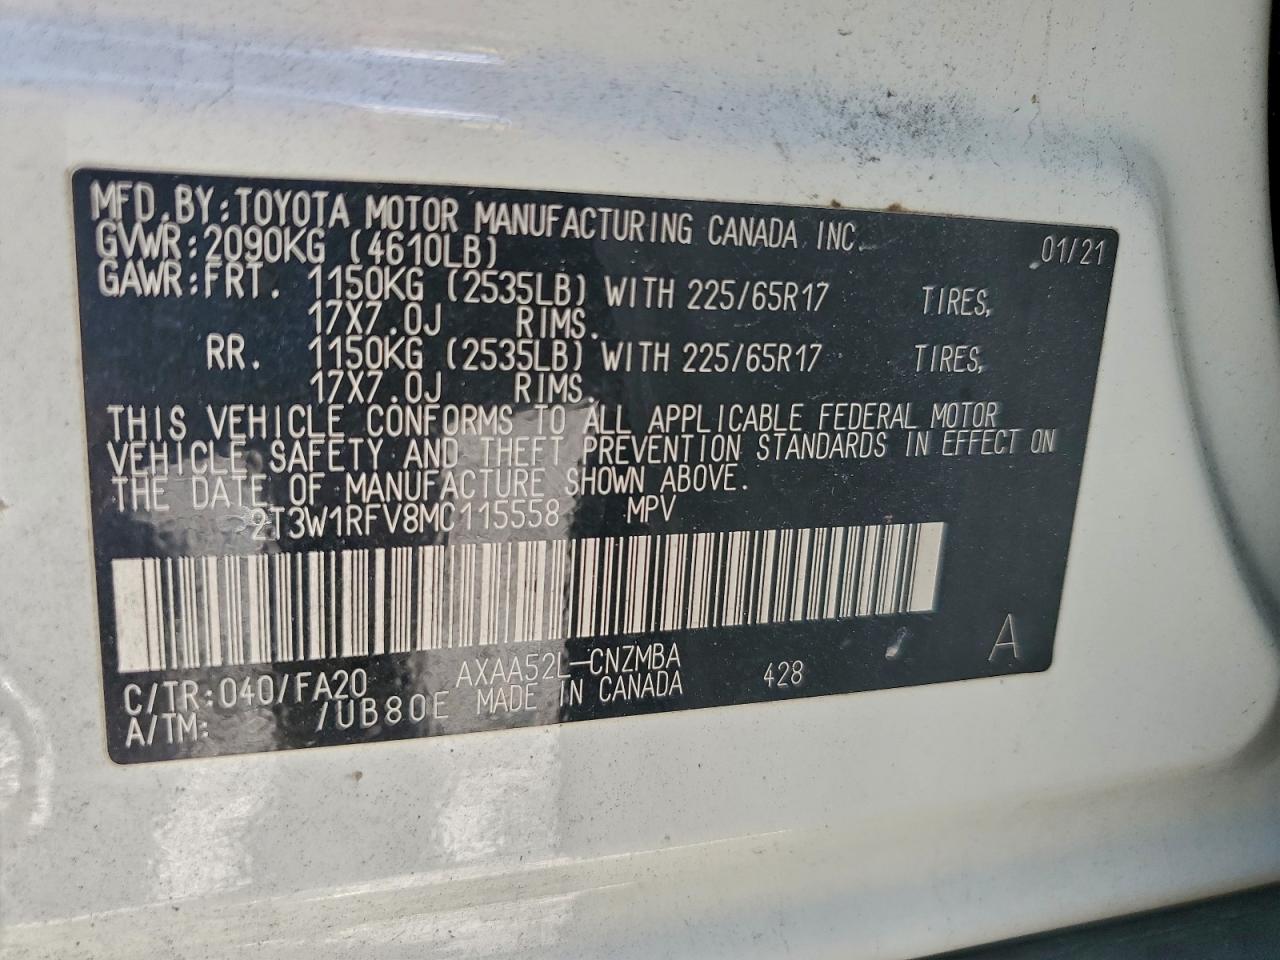 MFD.BY:TOYOTA MOTOR MANUFACTURING CANADA INC. 01/21
GVWR:2090KG (4610LB)
GAWR:FRT. 1150KG (2535LB) WITH 225/65R17 TIRES,
17X7.0J RIMS.
RR. 1150KG (2535LB) WITH 225/65R17 TIRES,
17X7.0J RIMS.
THIS VEHICLE CONFORMS TO ALL APPLICABLE FEDERAL MOTOR
VEHICLE SAFETY AND THEFT PREVENTION STANDARDS IN EFFECT ON
THE DATE OF MANUFACTURE SHOWN ABOVE.
2T3W1RFV8MC115558 MPV
C/TR:040/FA20 AXAA52L-CNZMBA 428 A
A/TM: /UB80E MADE IN CANADA